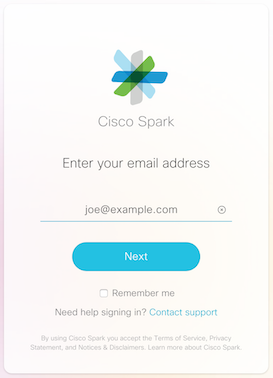 Cisco Spark
Enter your email address
joe@example.com
Next
Remember me
Need help signing in? Contact support
By using Cisco Spark you accept the Terms of Service, Privacy
Statement, and Notices & Disclaimers. Learn more about Cisco Spark.